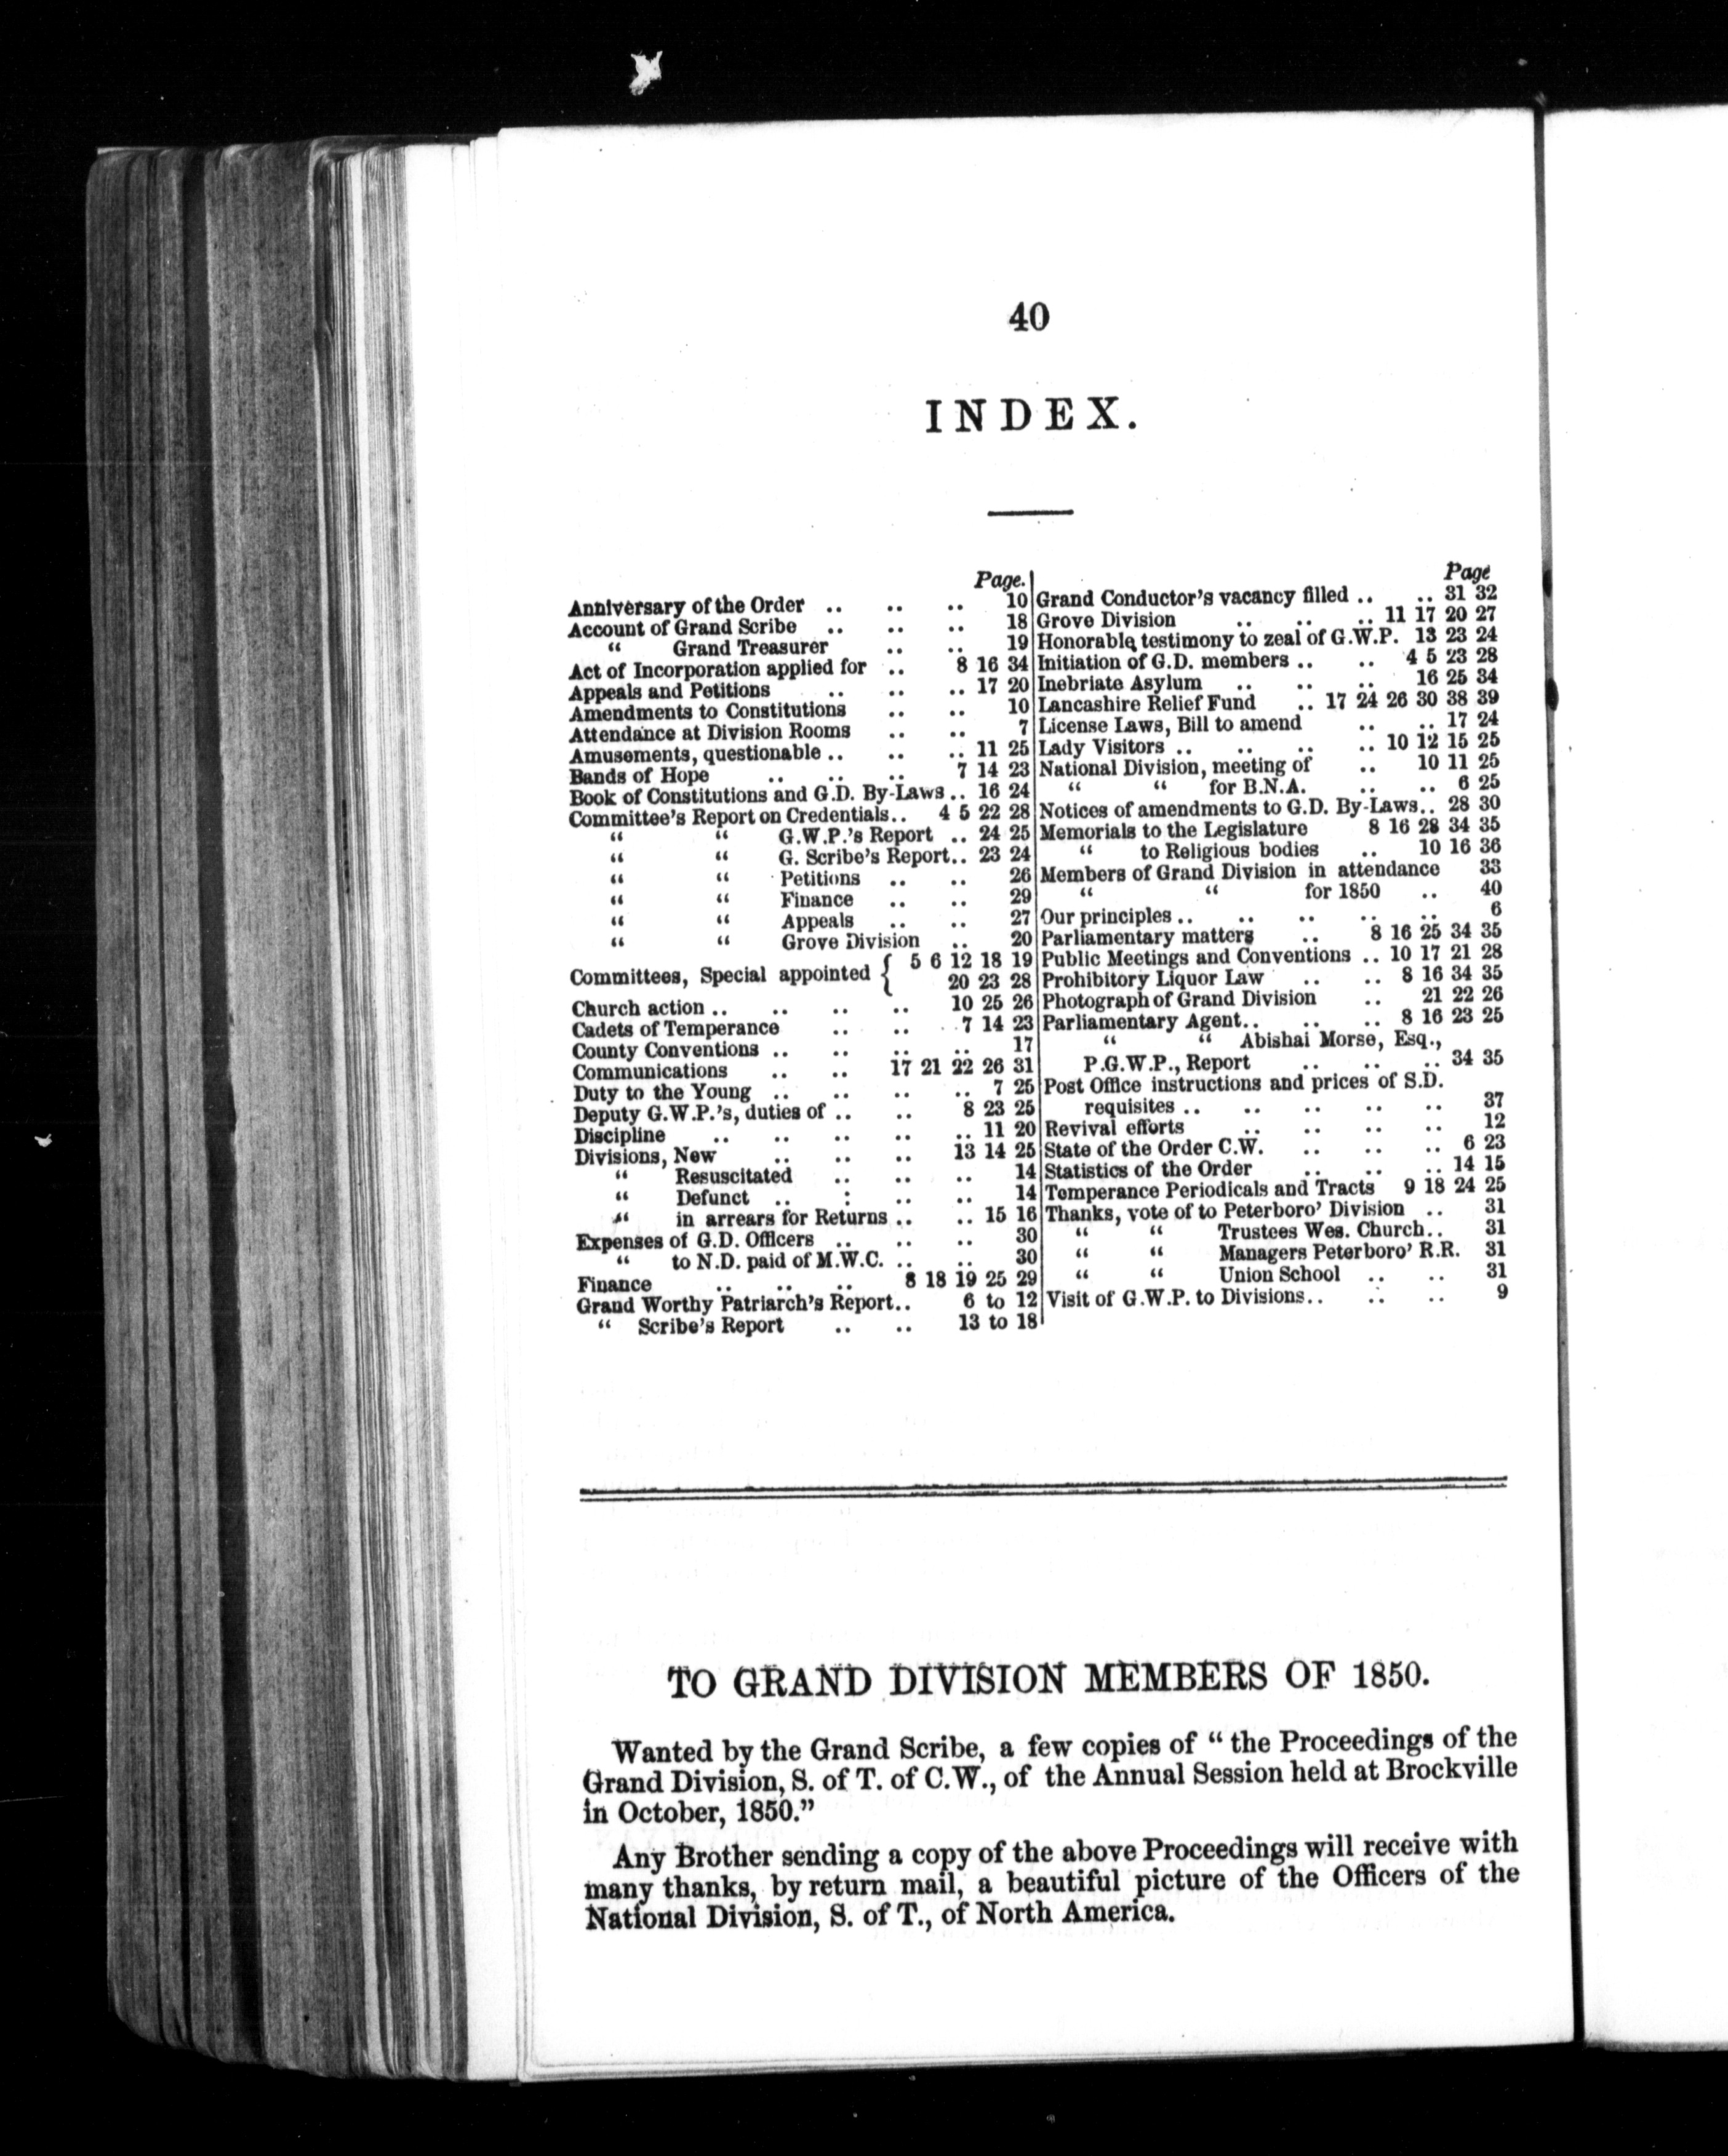 40
INDEX.
Page.
Anniversary of the Order .. .. .. 10
Account of Grand Scribe .. .. .. 18
“ Grand Treasurer .. .. 19
Act of Incorporation applied for .. 8 16 34
Appeals and Petitions .. .. .. 17 20
Amendments to Constitutions .. .. 10
Attendance at Division Rooms .. .. 7
Amusements, questionable .. .. .. 11 25
Bands of Hope .. .. .. 7 14 23
Book of Constitutions and G.D. By-Laws .. 16 24
Committee's Report on Credentials .. 4 5 22 28
“ “ G.W.P.'s Report .. 24 25
“ “ G. Scribe's Report .. 23 24
“ “ Petitions .. .. 26
“ “ Finance .. .. 29
“ “ Appeals .. .. 27
“ “ Grove Division .. 20
Committees, Special appointed { 5 6 12 18 19
20 23 28
Church action .. .. .. .. 10 25 26
Cadets of Temperance .. .. 7 14 23
County Conventions .. .. .. .. 17
Communications .. .. 17 21 22 26 31
Duty to the Young .. .. .. .. 7 25
Deputy G.W.P.'s, duties of .. .. 8 23 25
Discipline .. .. .. .. .. 11 20
Divisions, New .. .. .. 13 14 25
“ Resuscitated .. .. .. 14
“ Defunct .. : .. .. 14
“ in arrears for Returns .. .. 15 16
Expenses of G.D. Officers .. .. .. 30
“ to N.D. paid of M.W.C. .. .. 30
Finance .. .. .. 8 18 19 25 29
Grand Worthy Patriarch's Report .. 6 to 12
“ Scribe's Report .. .. 13 to 18
Page
Grand Conductor's vacancy filled .. .. 31 32
Grove Division .. .. .. 11 17 20 27
Honorable testimony to zeal of G.W.P. 13 23 24
Initiation of G.D. members .. .. 4 5 23 28
Inebriate Asylum .. .. .. 16 25 34
Lancashire Relief Fund .. 17 24 26 30 38 39
License Laws, Bill to amend .. .. 17 24
Lady Visitors .. .. .. .. 10 12 15 25
National Division, meeting of .. 10 11 25
“ “ for B.N.A. .. .. 6 25
Notices of amendments to G.D. By-Laws .. 28 30
Memorials to the Legislature 8 16 28 34 35
“ to Religious bodies .. 10 16 36
Members of Grand Division in attendance 33
“ “ for 1850 .. 40
Our principles .. .. .. .. .. 6
Parliamentary matters .. 8 16 25 34 35
Public Meetings and Conventions .. 10 17 21 28
Prohibitory Liquor Law .. .. 8 16 34 35
Photograph of Grand Division .. 21 22 26
Parliamentary Agent .. .. .. 8 16 23 25
“ “ Abishai Morse, Esq.,
P.G.W.P., Report .. .. .. 34 35
Post Office instructions and prices of S.D.
requisites .. .. .. .. .. 37
Revival efforts .. .. .. .. 12
State of the Order C.W. .. .. .. 6 23
Statistics of the Order .. .. .. 14 15
Temperance Periodicals and Tracts 9 18 24 25
Thanks, vote of to Peterboro' Division .. 31
“ “ Trustees Wes. Church .. 31
“ “ Managers Peterboro' R.R. 31
“ “ Union School .. .. 31
Visit of G.W.P. to Divisions .. .. .. 9
TO GRAND DIVISION MEMBERS OF 1850.
Wanted by the Grand Scribe, a few copies of “ the Proceedings of the
Grand Division, S. of T. of C.W., of the Annual Session held at Brockville
in October, 1850.”
Any Brother sending a copy of the above Proceedings will receive with
many thanks, by return mail, a beautiful picture of the Officers of the
National Division, S. of T., of North America.